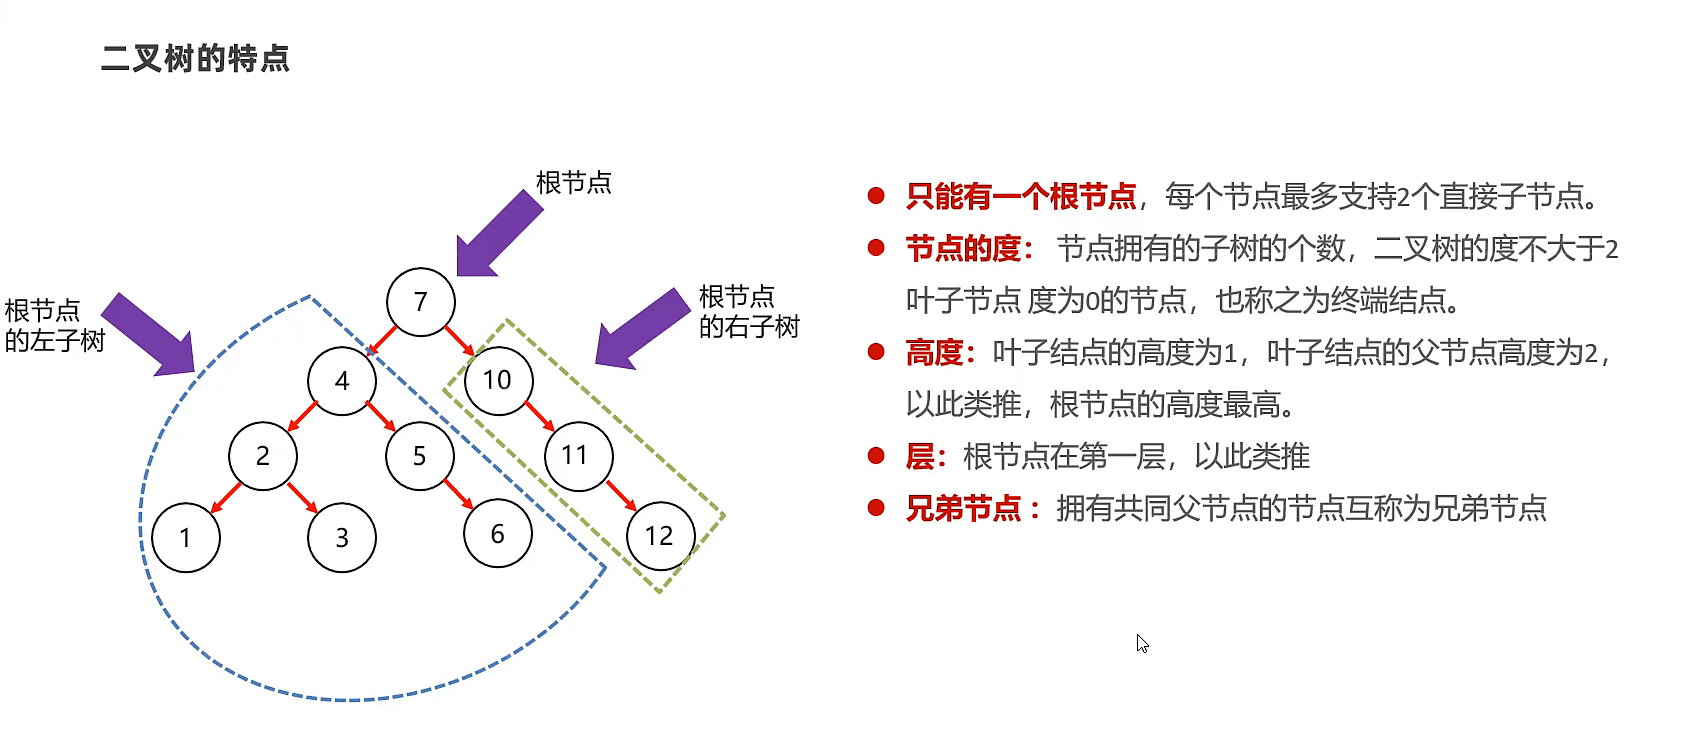 二叉树的特点
根节点
根节点
的左子树
根节点
的右子树
7
4
10
2
5
11
1
3
6
12
只能有一个根节点，每个节点最多支持2个直接子节点。
节点的度： 节点拥有的子树的个数，二叉树的度不大于2
叶子节点 度为0的节点，也称之为终端结点。
高度：叶子结点的高度为1，叶子结点的父节点高度为2，
以此类推，根节点的高度最高。
层：根节点在第一层，以此类推
兄弟节点 ：拥有共同父节点的节点互称为兄弟节点